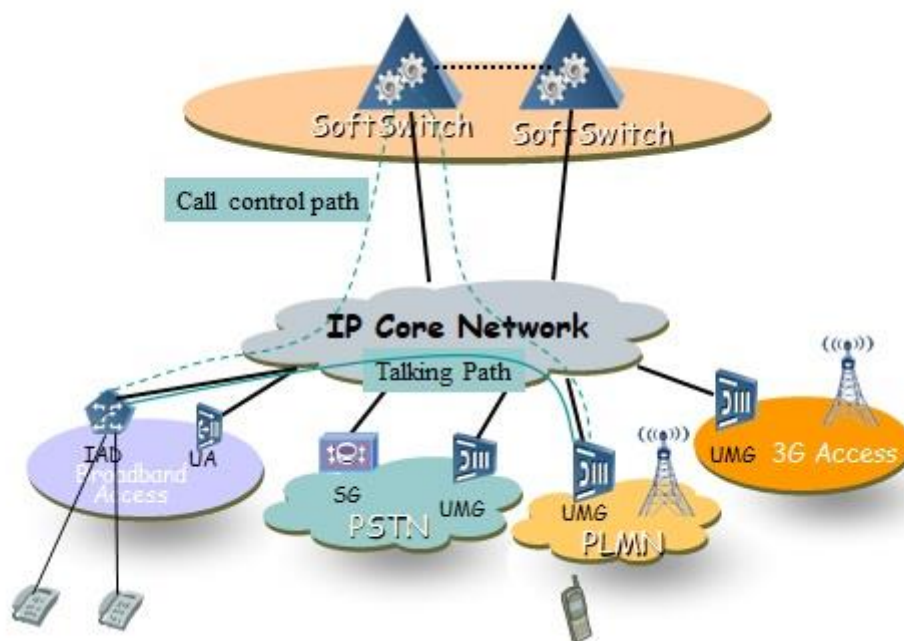 SoftSwitch
SoftSwitch
Call control path
IP Core Network
Talking Path
IAD
UA
Broadband
Access
SG
UMG
PSTN
UMG
PLMN
UMG
3G Access